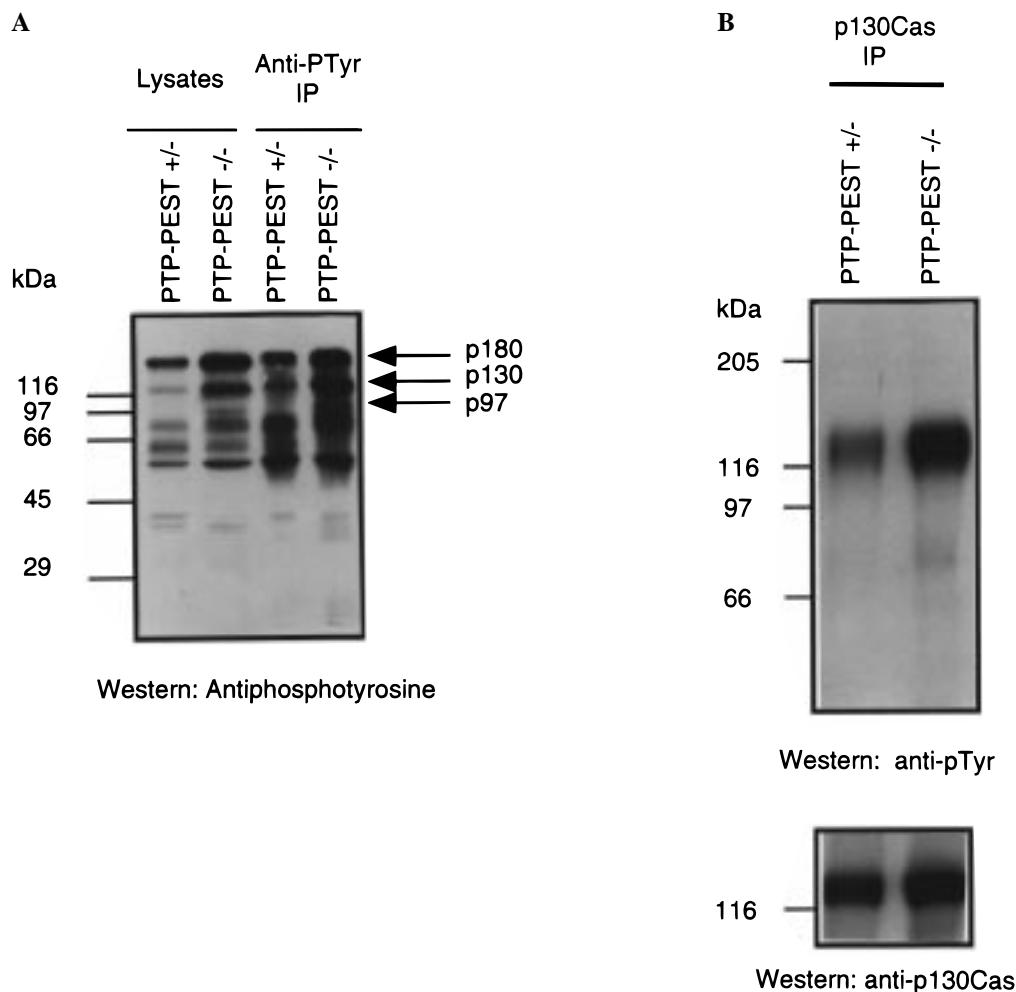 A
Lysates
Anti-PTyr
IP
PTP-PEST +/-
PTP-PEST -/-
PTP-PEST +/-
PTP-PEST -/-
kDa
116
97
66
45
29
p180
p130
p97
Western: Antiphosphotyrosine
B
p130Cas
IP
PTP-PEST +/-
PTP-PEST -/-
kDa
205
116
97
66
Western: anti-pTyr
116
Western: anti-p130Cas